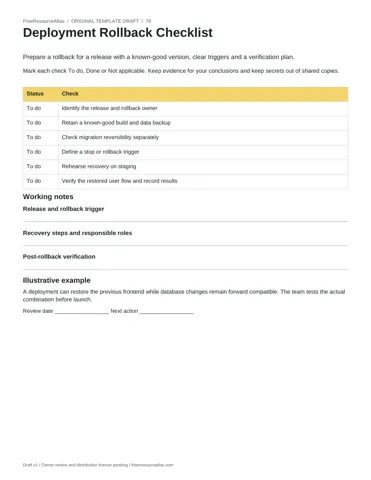 FreeResourceAtlas / ORIGINAL TEMPLATE DRAFT / 78
Deployment Rollback Checklist
Prepare a rollback for a release with a known-good version, clear triggers and a verification plan.
Mark each check To do, Done or Not applicable. Keep evidence for your conclusions and keep secrets out of shared copies.
Status Check
To do Identify the release and rollback owner
To do Retain a known-good build and data backup
To do Check migration reversibility separately
To do Define a stop or rollback trigger
To do Rehearse recovery on staging
To do Verify the restored user flow and record results
Working notes
Release and rollback trigger
Recovery steps and responsible roles
Post-rollback verification
Illustrative example
A deployment can restore the previous frontend while database changes remain forward compatible. The team tests the actual
combination before launch.
Review date ____________________ Next action ____________________
Draft v1 / Owner review and distribution licence pending / freeresourceatlas.com